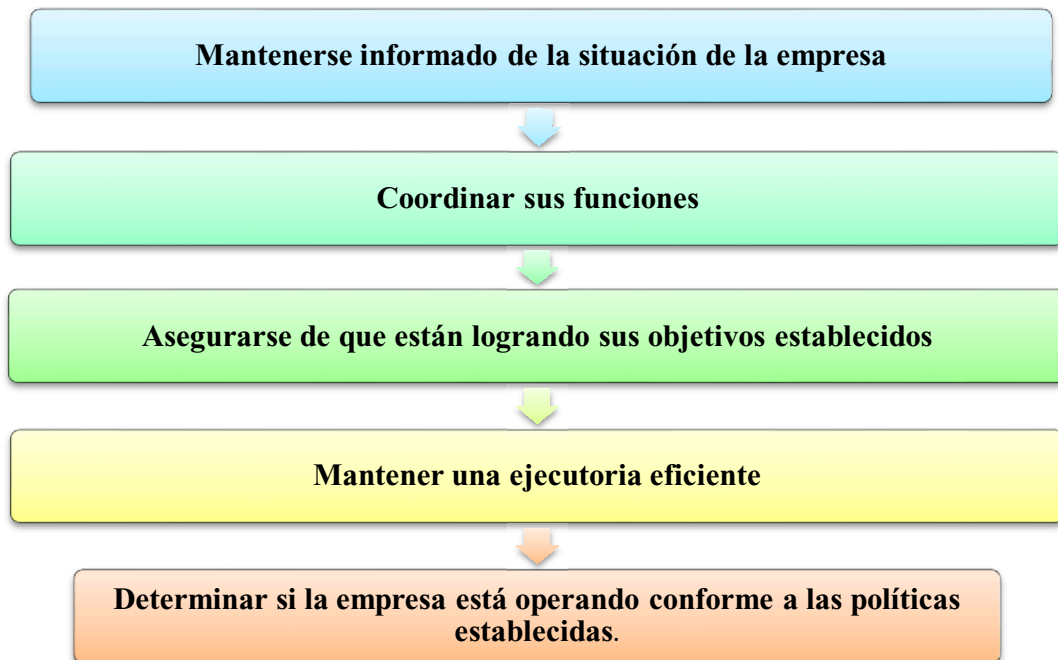 Mantenerse informado de la situación de la empresa
Coordinar sus funciones
Asegurarse de que están logrando sus objetivos establecidos
Mantener una ejecutoria eficiente
Determinar si la empresa está operando conforme a las políticas
establecidas.